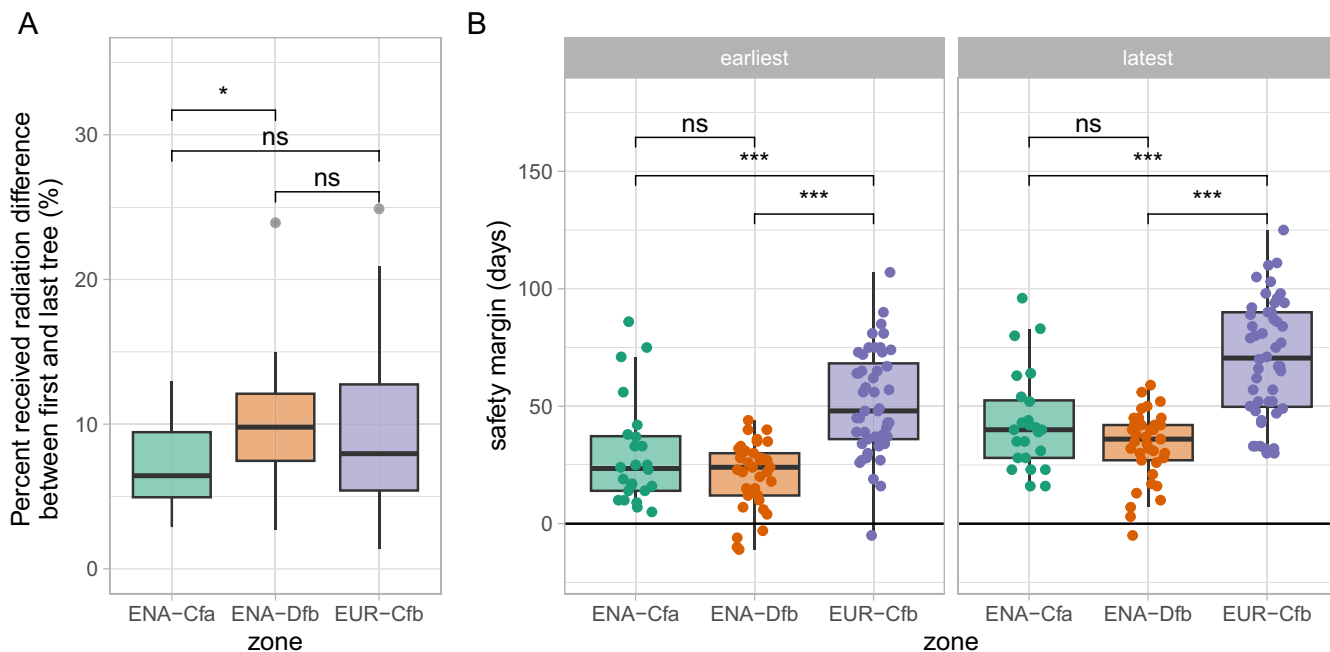 A
Percent received radiation difference
between first and last tree (%)
30
20
10
0
*
ns
ns
ENA−Cfa
ENA−Dfb
EUR−Cfb
zone
B
safety margin (days)
150
100
50
0
earliest
ns
***
***
ENA−Cfa
ENA−Dfb
EUR−Cfb
latest
ns
***
***
ENA−Cfa
ENA−Dfb
EUR−Cfb
zone